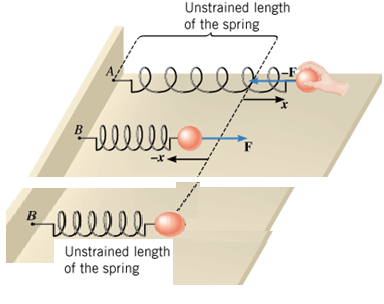 Unstrained length
of the spring
A
–F
x
B
–x
F
B
Unstrained length
of the spring